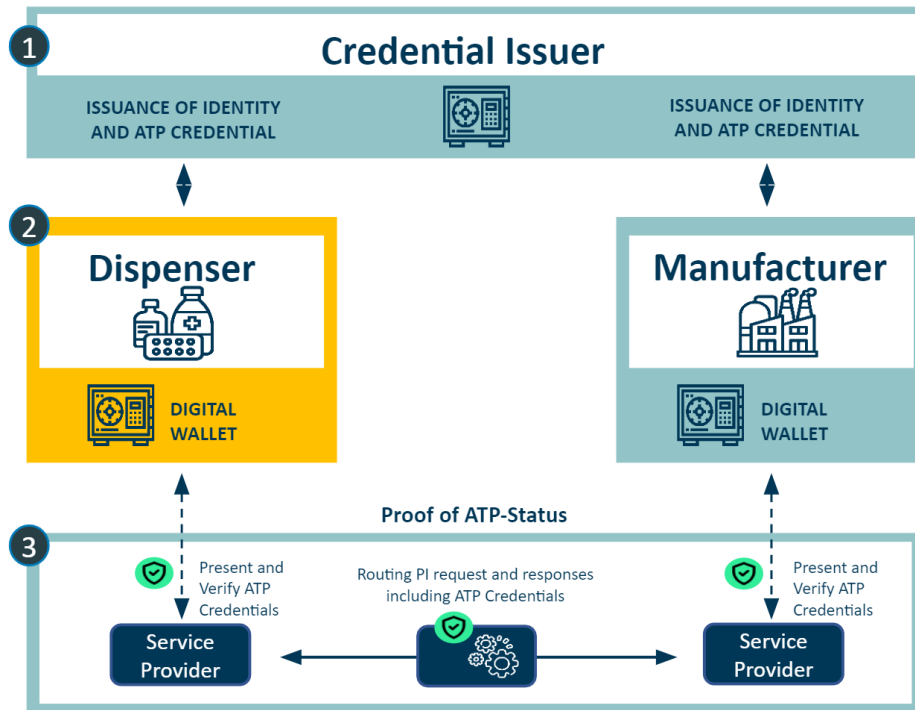 1
Credential Issuer
ISSUANCE OF IDENTITY
AND ATP CREDENTIAL
ISSUANCE OF IDENTITY
AND ATP CREDENTIAL
2
Dispenser
DIGITAL
WALLET
Manufacturer
DIGITAL
WALLET
Proof of ATP-Status
3
Present and
Verify ATP
Credentials
Routing PI request and responses
including ATP Credentials
Present and
Verify ATP
Credentials
Service
Provider
Service
Provider